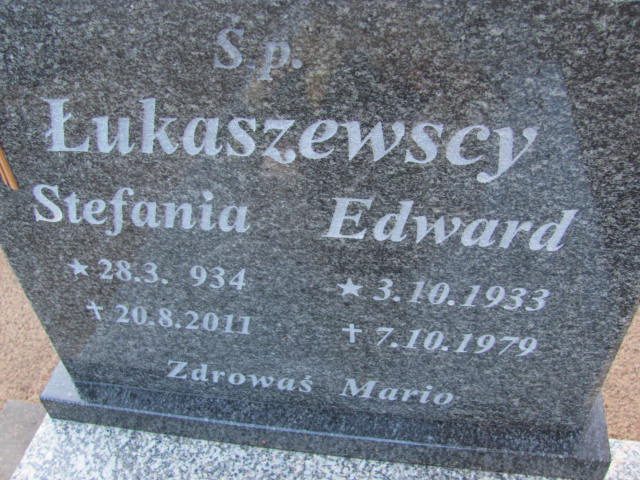 Ś.p.
Łukaszewscy
Stefania Edward
★ 28.3. 934 ★ 3.10.1933
† 20.8.2011 † 7.10.1979
Zdrowaś Mario